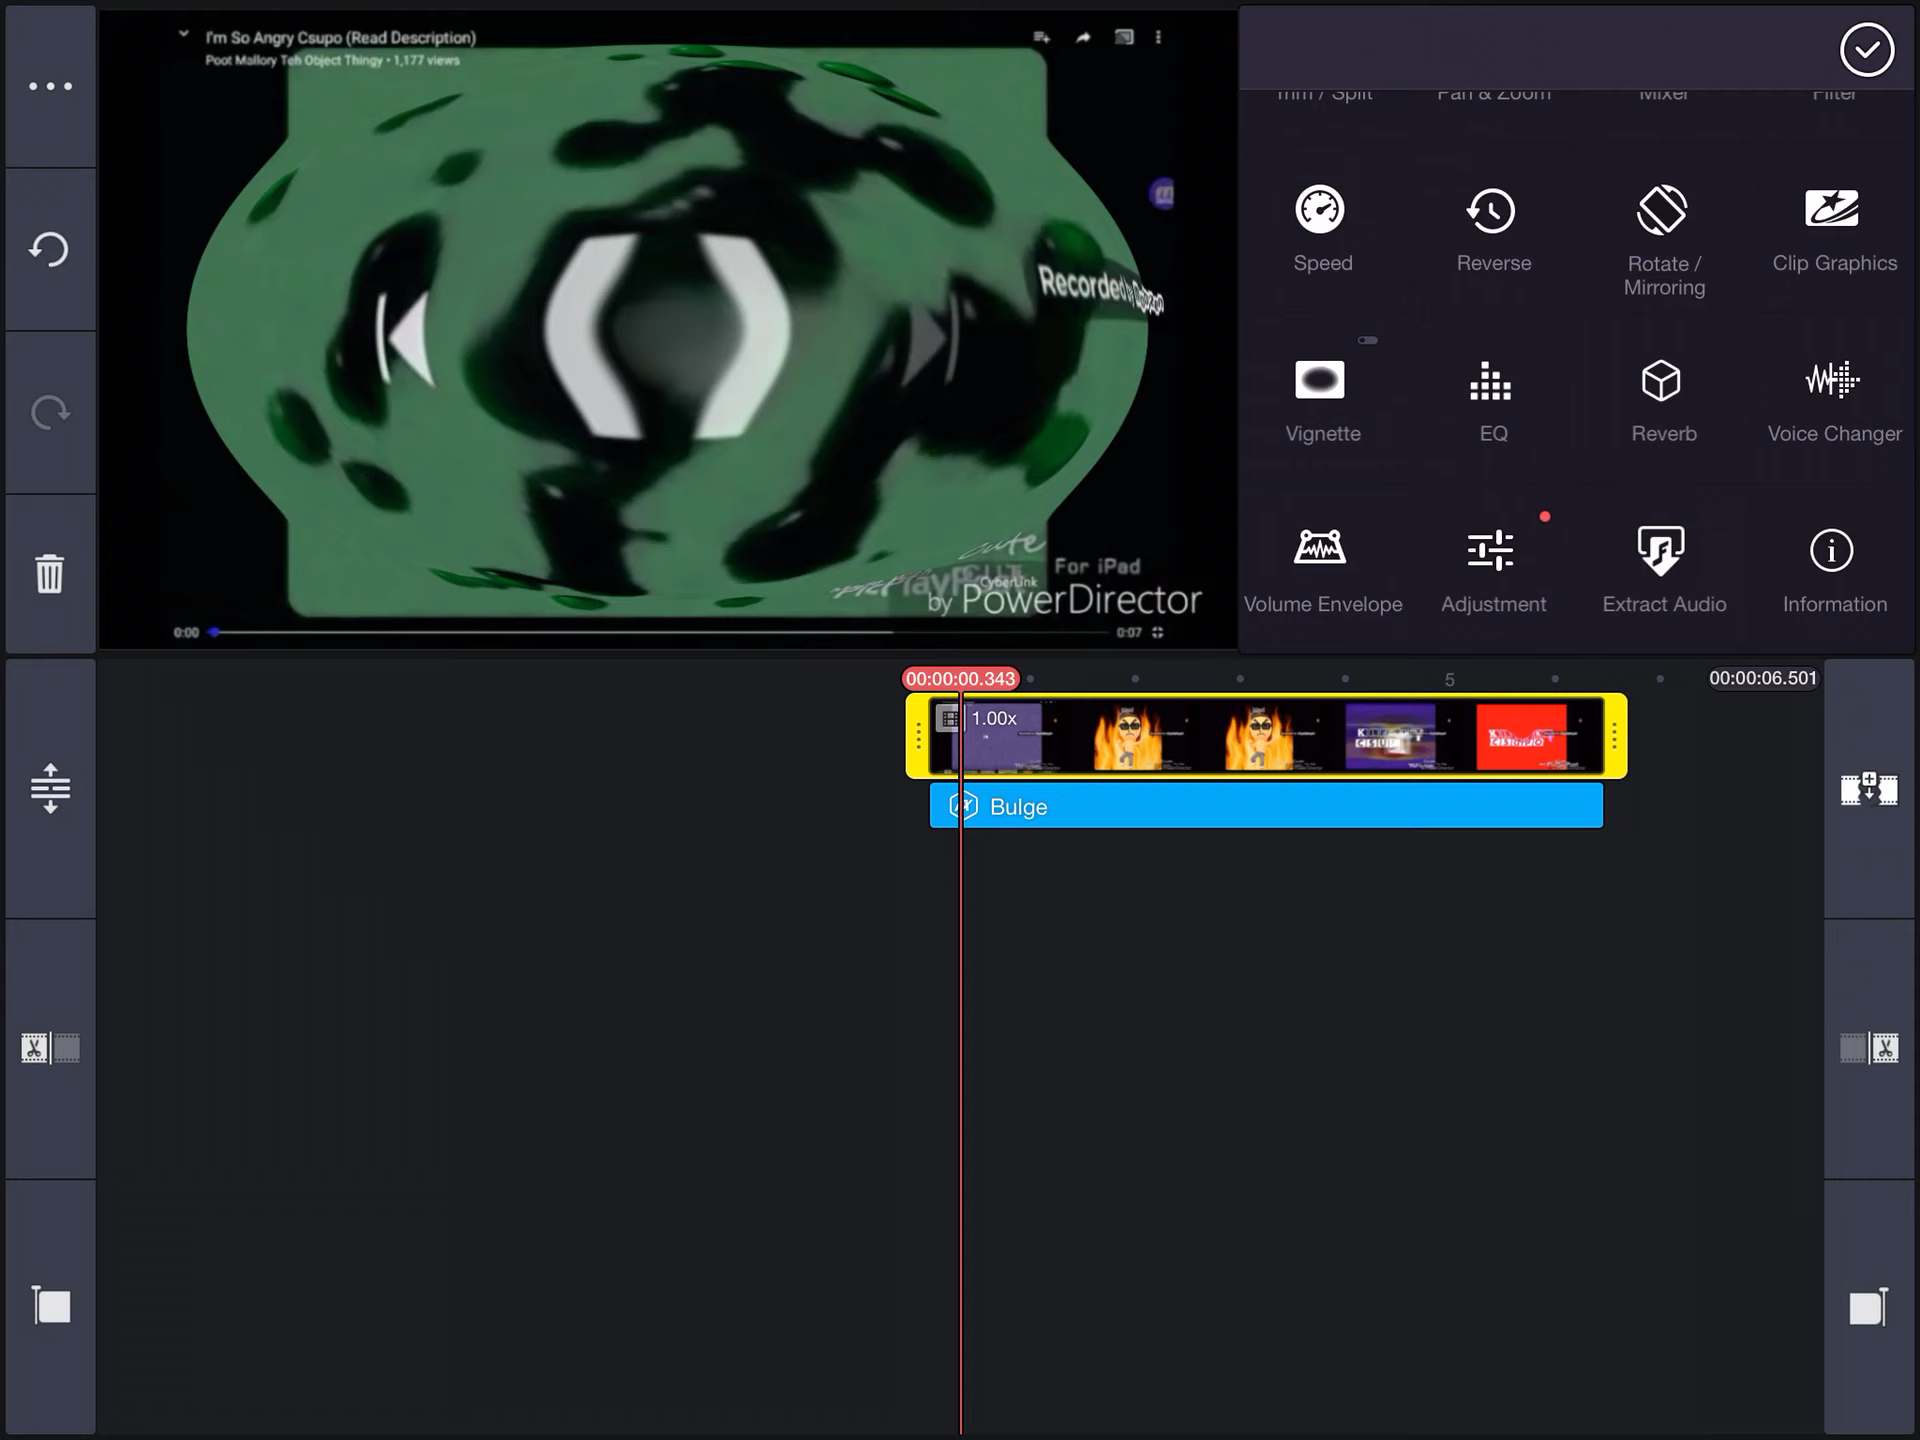 I'm So Angry Csupo (Read Description)
Poot Mallory Teh Object Thingy • 1,177 views
Recorded
cute
For iPad
CyberLink
by PowerDirector
0:00
0:07
Trim / Split
Pan & Zoom
Mixer
Filter
Speed
Reverse
Rotate /
Mirroring
Clip Graphics
Vignette
EQ
Reverb
Voice Changer
Volume Envelope
Adjustment
Extract Audio
Information
00:00:00.343
5
00:00:06.501
1.00x
Bulge